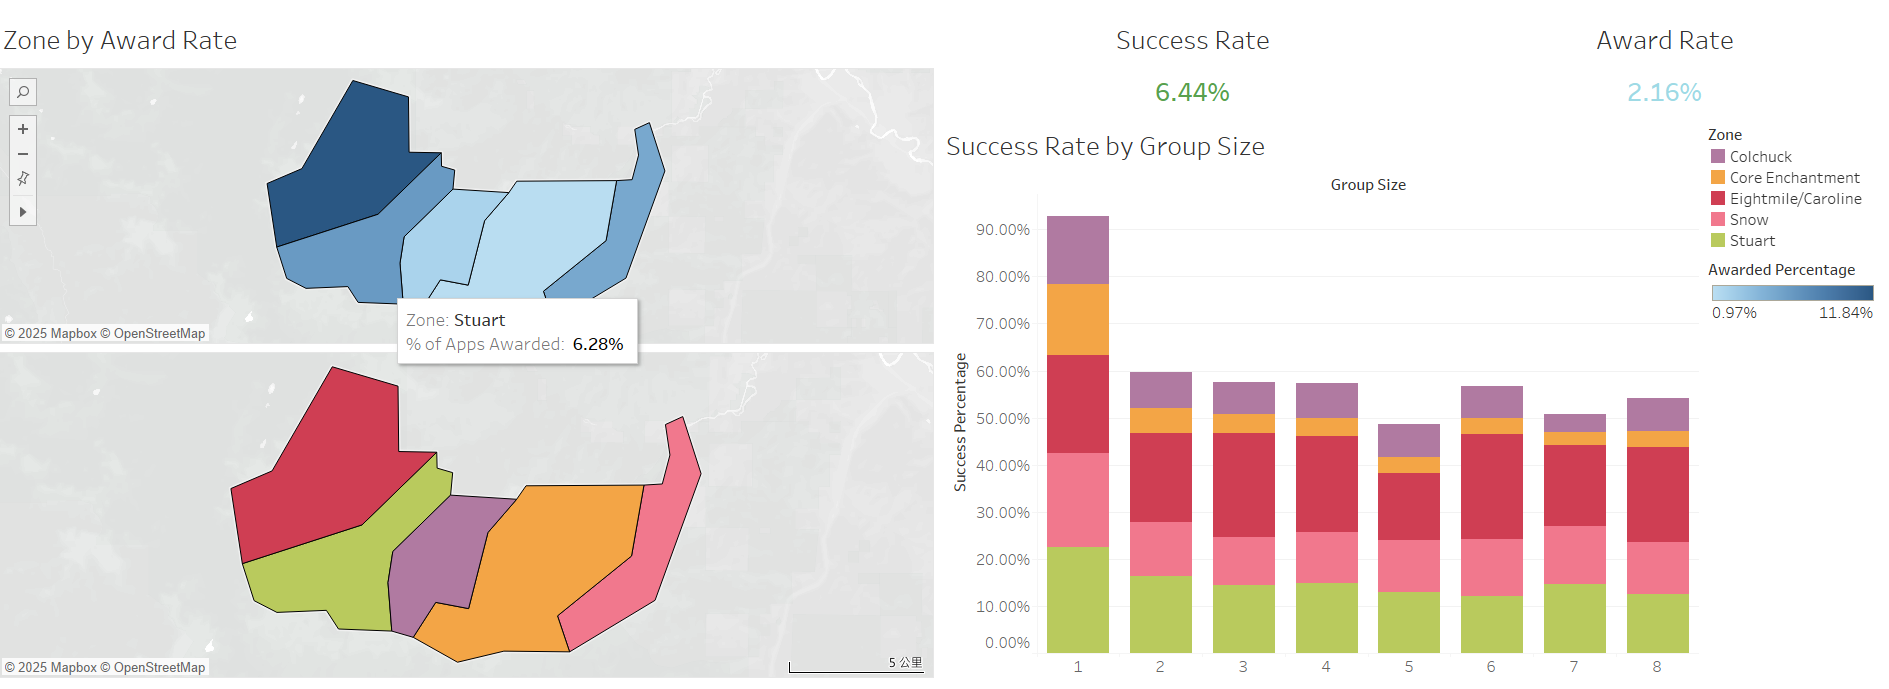 Zone by Award Rate
© 2025 Mapbox © OpenStreetMap
Zone: Stuart
% of Apps Awarded: 6.28%
© 2025 Mapbox © OpenStreetMap
5 公里
Success Rate
6.44%
Award Rate
2.16%
Success Rate by Group Size
Group Size
Success Percentage
90.00%
80.00%
70.00%
60.00%
50.00%
40.00%
30.00%
20.00%
10.00%
0.00%
1 2 3 4 5 6 7 8
Zone
Colchuck
Core Enchantment
Eightmile/Caroline
Snow
Stuart
Awarded Percentage
0.97% 11.84%